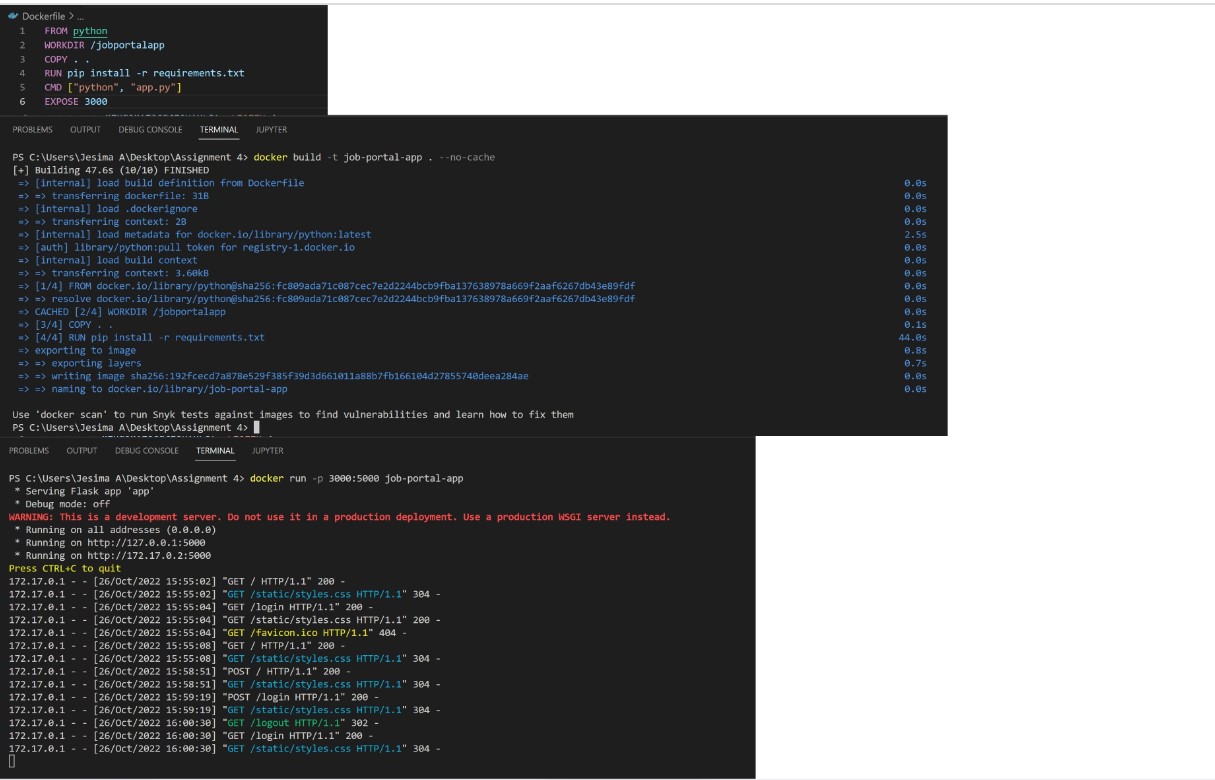 Dockerfile > ...
1 FROM python
2 WORKDIR /jobportalapp
3 COPY . .
4 RUN pip install -r requirements.txt
5 CMD ["python", "app.py"]
6 EXPOSE 3000
PROBLEMS OUTPUT DEBUG CONSOLE TERMINAL JUPYTER
PS C:\Users\Jesima A\Desktop\Assignment 4> docker build -t job-portal-app . --no-cache
[+] Building 47.6s (10/10) FINISHED
=> [internal] load build definition from Dockerfile 0.0s
=> => transferring dockerfile: 31B 0.0s
=> [internal] load .dockerignore 0.0s
=> => transferring context: 2B 0.0s
=> [internal] load metadata for docker.io/library/python:latest 2.5s
=> [auth] library/python:pull token for registry-1.docker.io 0.0s
=> [internal] load build context 0.0s
=> => transferring context: 3.60kB 0.0s
=> [1/4] FROM docker.io/library/python@sha256:fc809ada71c087cec7e2d2244bcb9fba137638978a669f2aaf6267db43e89fdf 0.0s
=> => resolve docker.io/library/python@sha256:fc809ada71c087cec7e2d2244bcb9fba137638978a669f2aaf6267db43e89fdf 0.0s
=> CACHED [2/4] WORKDIR /jobportalapp 0.0s
=> [3/4] COPY . . 0.1s
=> [4/4] RUN pip install -r requirements.txt 44.0s
=> exporting to image 0.8s
=> => exporting layers 0.7s
=> => writing image sha256:192fcecd7a878e529f385f39d3d661011a88b7fb166104d27855740deea284ae 0.0s
=> => naming to docker.io/library/job-portal-app 0.0s
Use 'docker scan' to run Snyk tests against images to find vulnerabilities and learn how to fix them
PS C:\Users\Jesima A\Desktop\Assignment 4>
PROBLEMS OUTPUT DEBUG CONSOLE TERMINAL JUPYTER
PS C:\Users\Jesima A\Desktop\Assignment 4> docker run -p 3000:5000 job-portal-app
* Serving Flask app 'app'
* Debug mode: off
WARNING: This is a development server. Do not use it in a production deployment. Use a production WSGI server instead.
* Running on all addresses (0.0.0.0)
* Running on http://127.0.0.1:5000
* Running on http://172.17.0.2:5000
Press CTRL+C to quit
172.17.0.1 - - [26/Oct/2022 15:55:02] "GET / HTTP/1.1" 200 -
172.17.0.1 - - [26/Oct/2022 15:55:02] "GET /static/styles.css HTTP/1.1" 304 -
172.17.0.1 - - [26/Oct/2022 15:55:04] "GET /login HTTP/1.1" 200 -
172.17.0.1 - - [26/Oct/2022 15:55:04] "GET /static/styles.css HTTP/1.1" 200 -
172.17.0.1 - - [26/Oct/2022 15:55:04] "GET /favicon.ico HTTP/1.1" 404 -
172.17.0.1 - - [26/Oct/2022 15:55:08] "GET / HTTP/1.1" 200 -
172.17.0.1 - - [26/Oct/2022 15:55:08] "GET /static/styles.css HTTP/1.1" 304 -
172.17.0.1 - - [26/Oct/2022 15:58:51] "POST / HTTP/1.1" 200 -
172.17.0.1 - - [26/Oct/2022 15:58:51] "GET /static/styles.css HTTP/1.1" 304 -
172.17.0.1 - - [26/Oct/2022 15:59:19] "POST /login HTTP/1.1" 200 -
172.17.0.1 - - [26/Oct/2022 15:59:19] "GET /static/styles.css HTTP/1.1" 304 -
172.17.0.1 - - [26/Oct/2022 16:00:30] "GET /logout HTTP/1.1" 302 -
172.17.0.1 - - [26/Oct/2022 16:00:30] "GET /login HTTP/1.1" 200 -
172.17.0.1 - - [26/Oct/2022 16:00:30] "GET /static/styles.css HTTP/1.1" 304 -